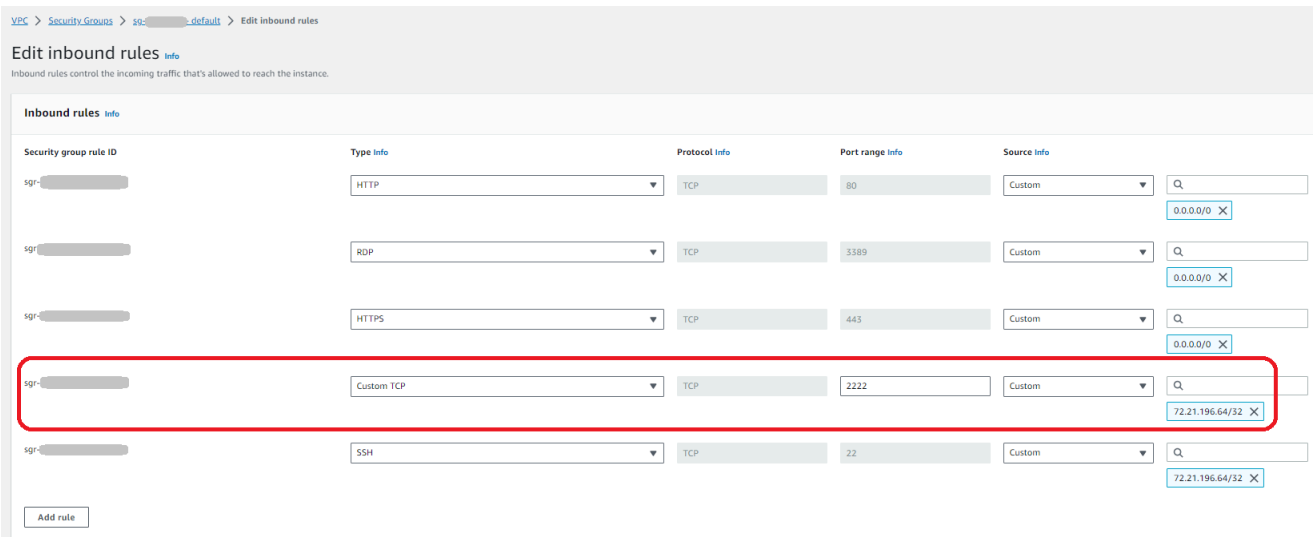 VPC > Security Groups > sg- - default > Edit inbound rules
Edit inbound rules Info
Inbound rules control the incoming traffic that's allowed to reach the instance.
Inbound rules Info
Security group rule ID Type Info Protocol Info Port range Info Source Info
sgr- HTTP TCP 80 Custom
0.0.0.0/0
sgr RDP TCP 3389 Custom
0.0.0.0/0
sgr- HTTPS TCP 443 Custom
0.0.0.0/0
sgr- Custom TCP TCP 2222 Custom
72.21.196.64/32
sgr- SSH TCP 22 Custom
72.21.196.64/32
Add rule